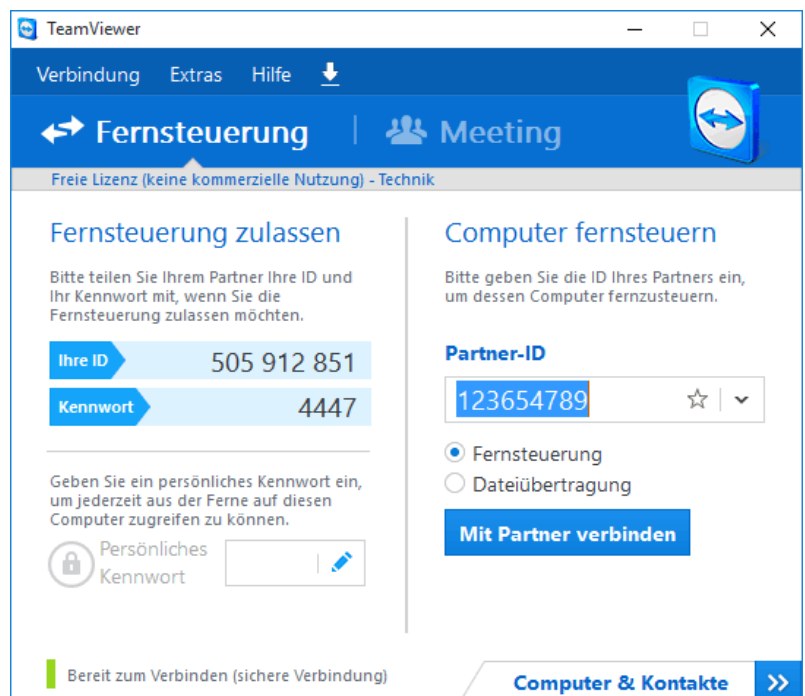 TeamViewer
Verbindung Extras Hilfe
Fernsteuerung Meeting
Freie Lizenz (keine kommerzielle Nutzung) - Technik
Fernsteuerung zulassen
Bitte teilen Sie Ihrem Partner Ihre ID und
Ihr Kennwort mit, wenn Sie die
Fernsteuerung zulassen möchten.
Ihre ID 505 912 851
Kennwort 4447
Geben Sie ein persönliches Kennwort ein,
um jederzeit aus der Ferne auf diesen
Computer zugreifen zu können.
Persönliches
Kennwort
Computer fernsteuern
Bitte geben Sie die ID Ihres Partners ein,
um dessen Computer fernzusteuern.
Partner-ID
123654789
Fernsteuerung
Dateiübertragung
Mit Partner verbinden
Bereit zum Verbinden (sichere Verbindung)
Computer & Kontakte